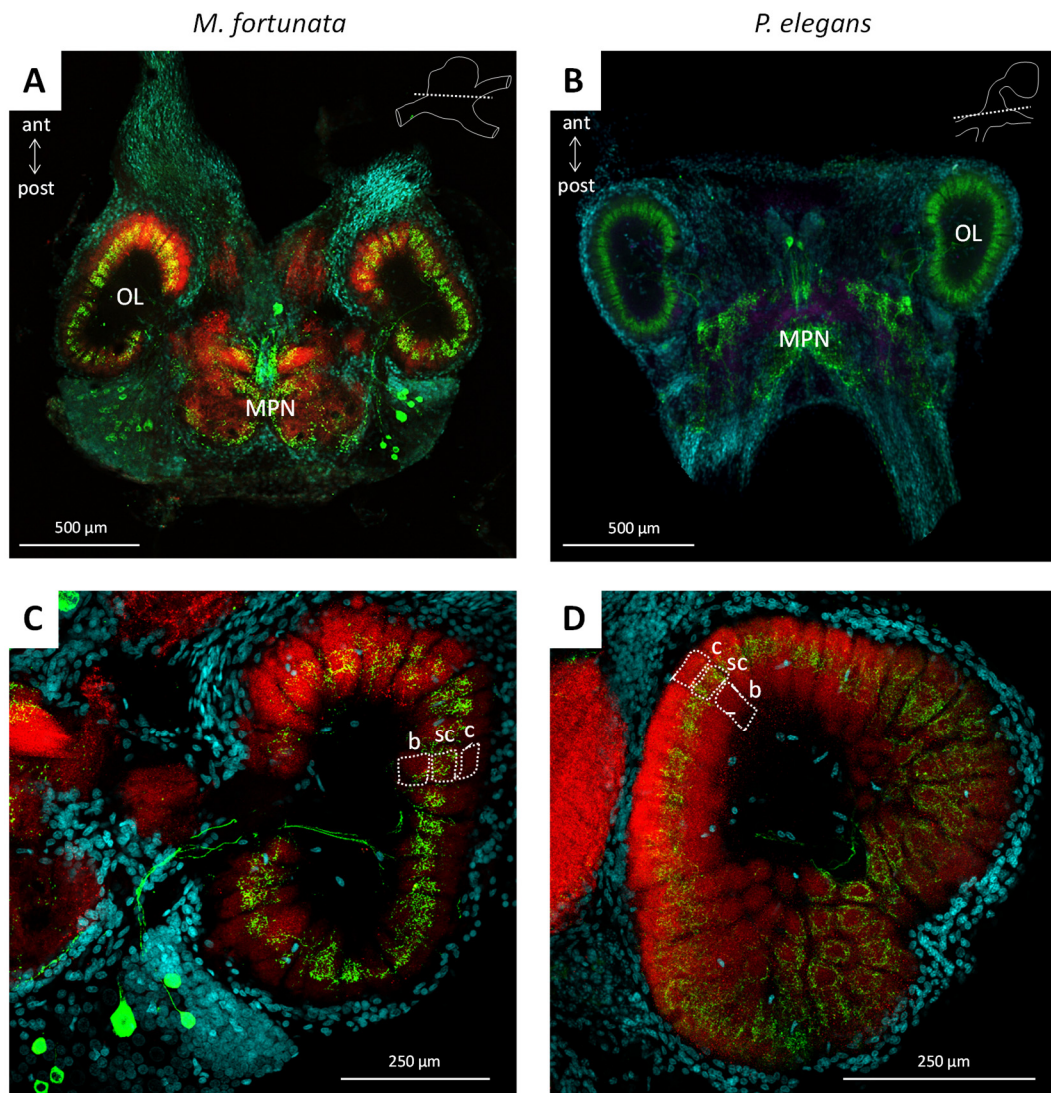 M. fortunata
P. elegans
A
ant
post
OL
MPN
500 µm
B
ant
post
OL
MPN
500 µm
C
b
sc
c
250 µm
D
c
sc
b
250 µm